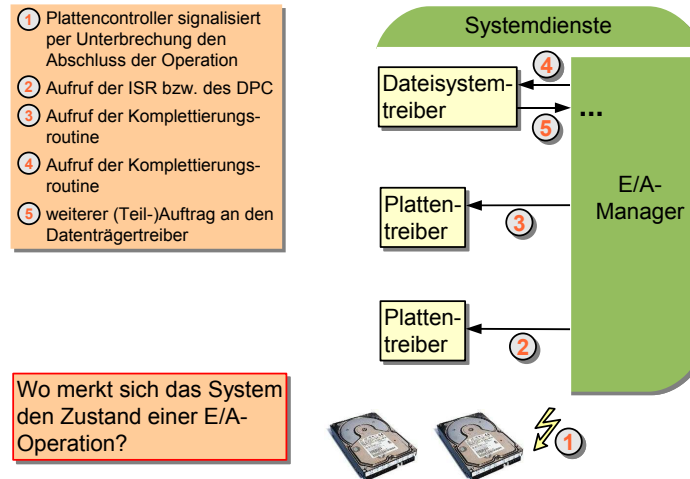 1 Plattencontroller signalisiert
per Unterbrechung den
Abschluss der Operation
2 Aufruf der ISR bzw. des DPC
3 Aufruf der Komplettierungs-
routine
4 Aufruf der Komplettierungs-
routine
5 weiterer (Teil-)Auftrag an den
Datenträgertreiber
Systemdienste
Dateisystem-
treiber
4
5
...
E/A-
Manager
Platten-
treiber
3
Platten-
treiber
2
Wo merkt sich das System
den Zustand einer E/A-
Operation?
1